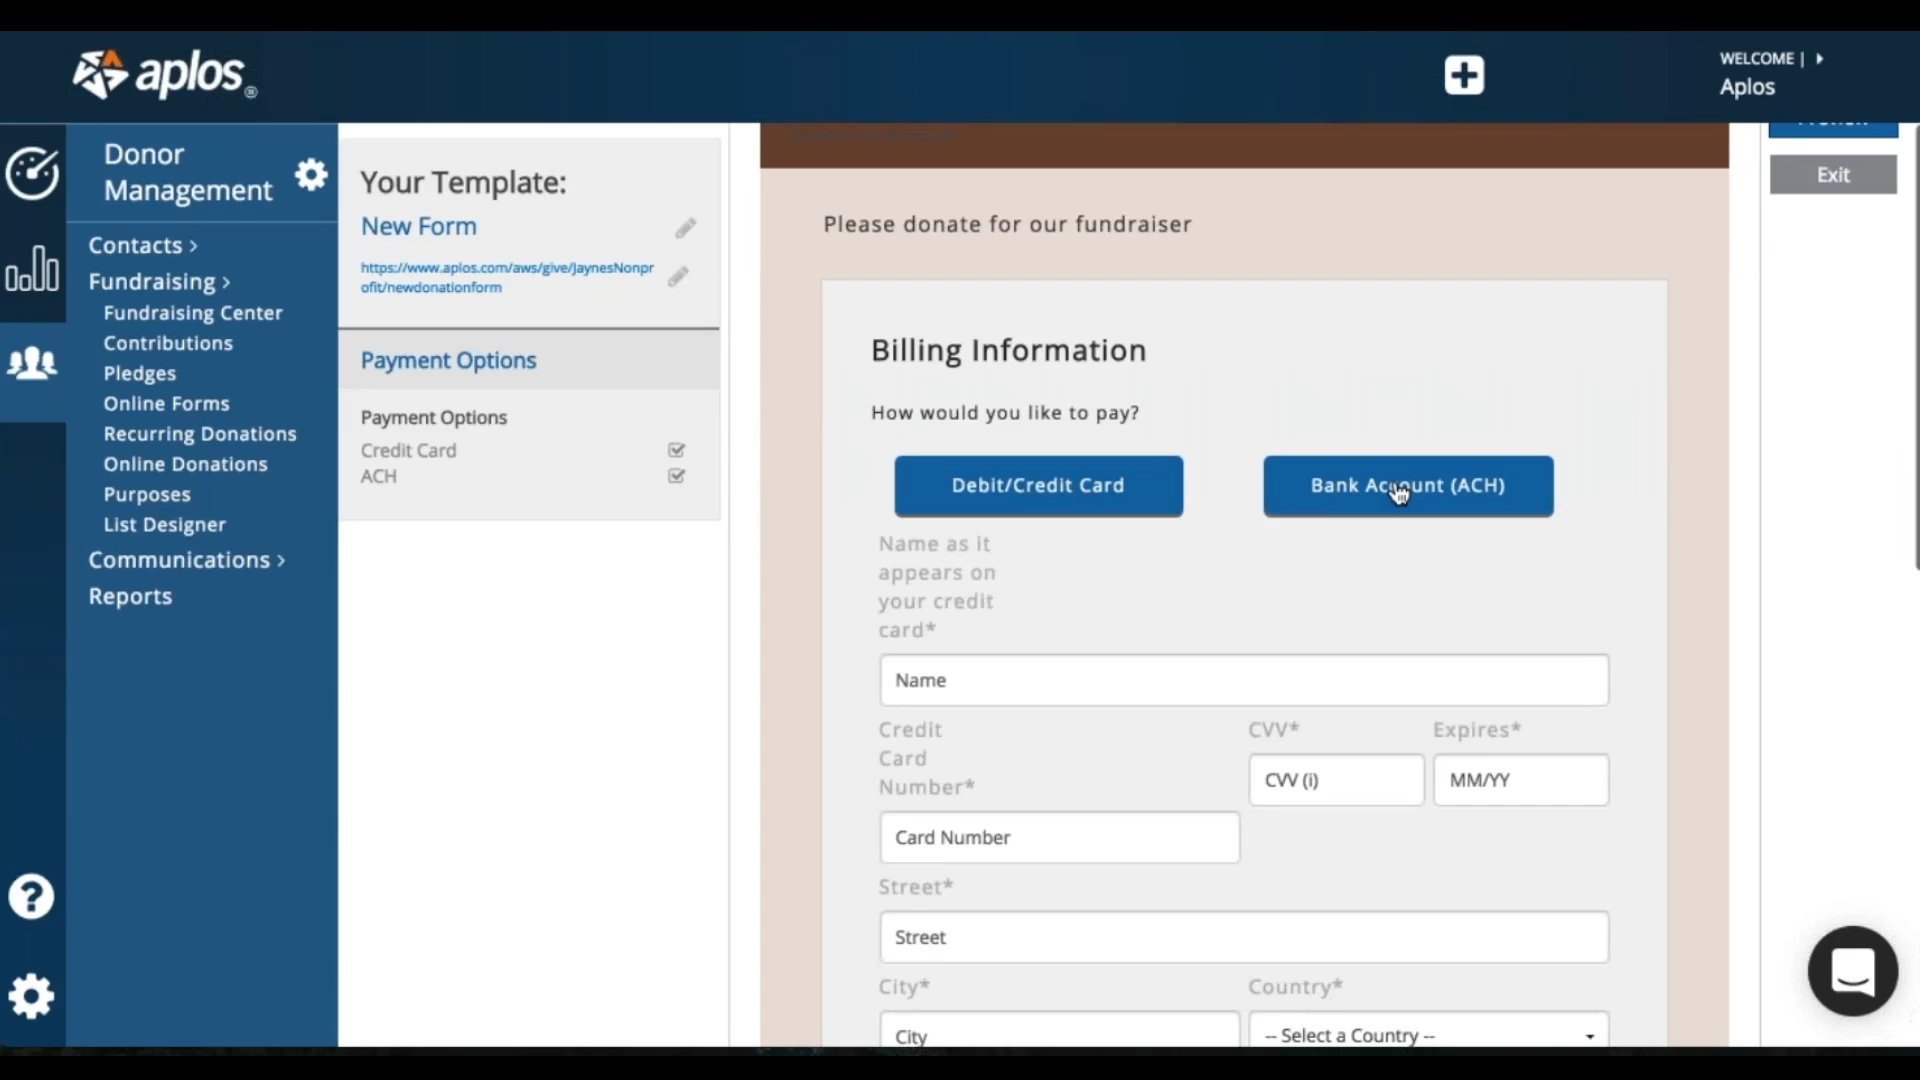 aplos®
WELCOME |
Aplos
Donor
Management
Contacts >
Fundraising >
Fundraising Center
Contributions
Pledges
Online Forms
Recurring Donations
Online Donations
Purposes
List Designer
Communications >
Reports
Your Template:
New Form
https://www.aplos.com/aws/give/JaynesNonpr
ofit/newdonationform
Payment Options
Payment Options
Credit Card
ACH
Please donate for our fundraiser
Billing Information
How would you like to pay?
Debit/Credit Card
Bank Account (ACH)
Name as it
appears on
your credit
card*
Name
Credit
Card
Number*
CVV*
Expires*
CVV (i)
MM/YY
Card Number
Street*
Street
City*
Country*
City
-- Select a Country --
Exit